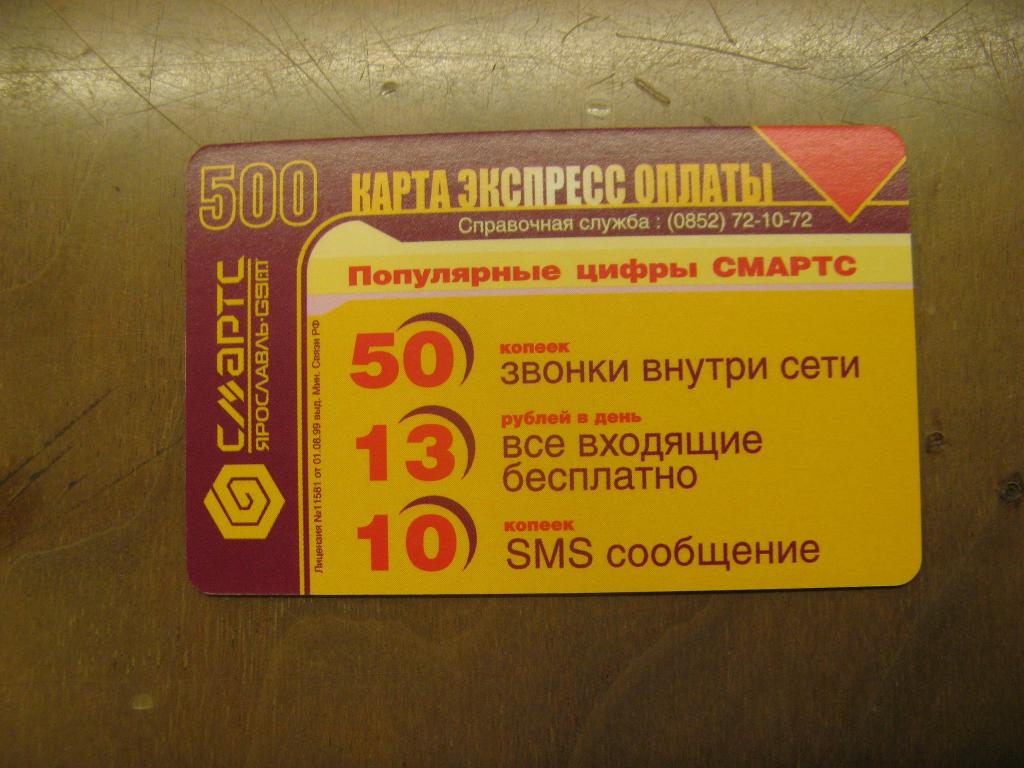 500
КАРТА ЭКСПРЕСС ОПЛАТЫ
Справочная служба : (0852) 72-10-72
Популярные цифры СМАРТС
50 копеек
звонки внутри сети
13 рублей в день
все входящие
бесплатно
10 копеек
SMS сообщение
СМАРТС
ЯРОСЛАВЛЬ-GSM
Лицензия №11581 от 01.08.99 выд. Мин. Связи РФ